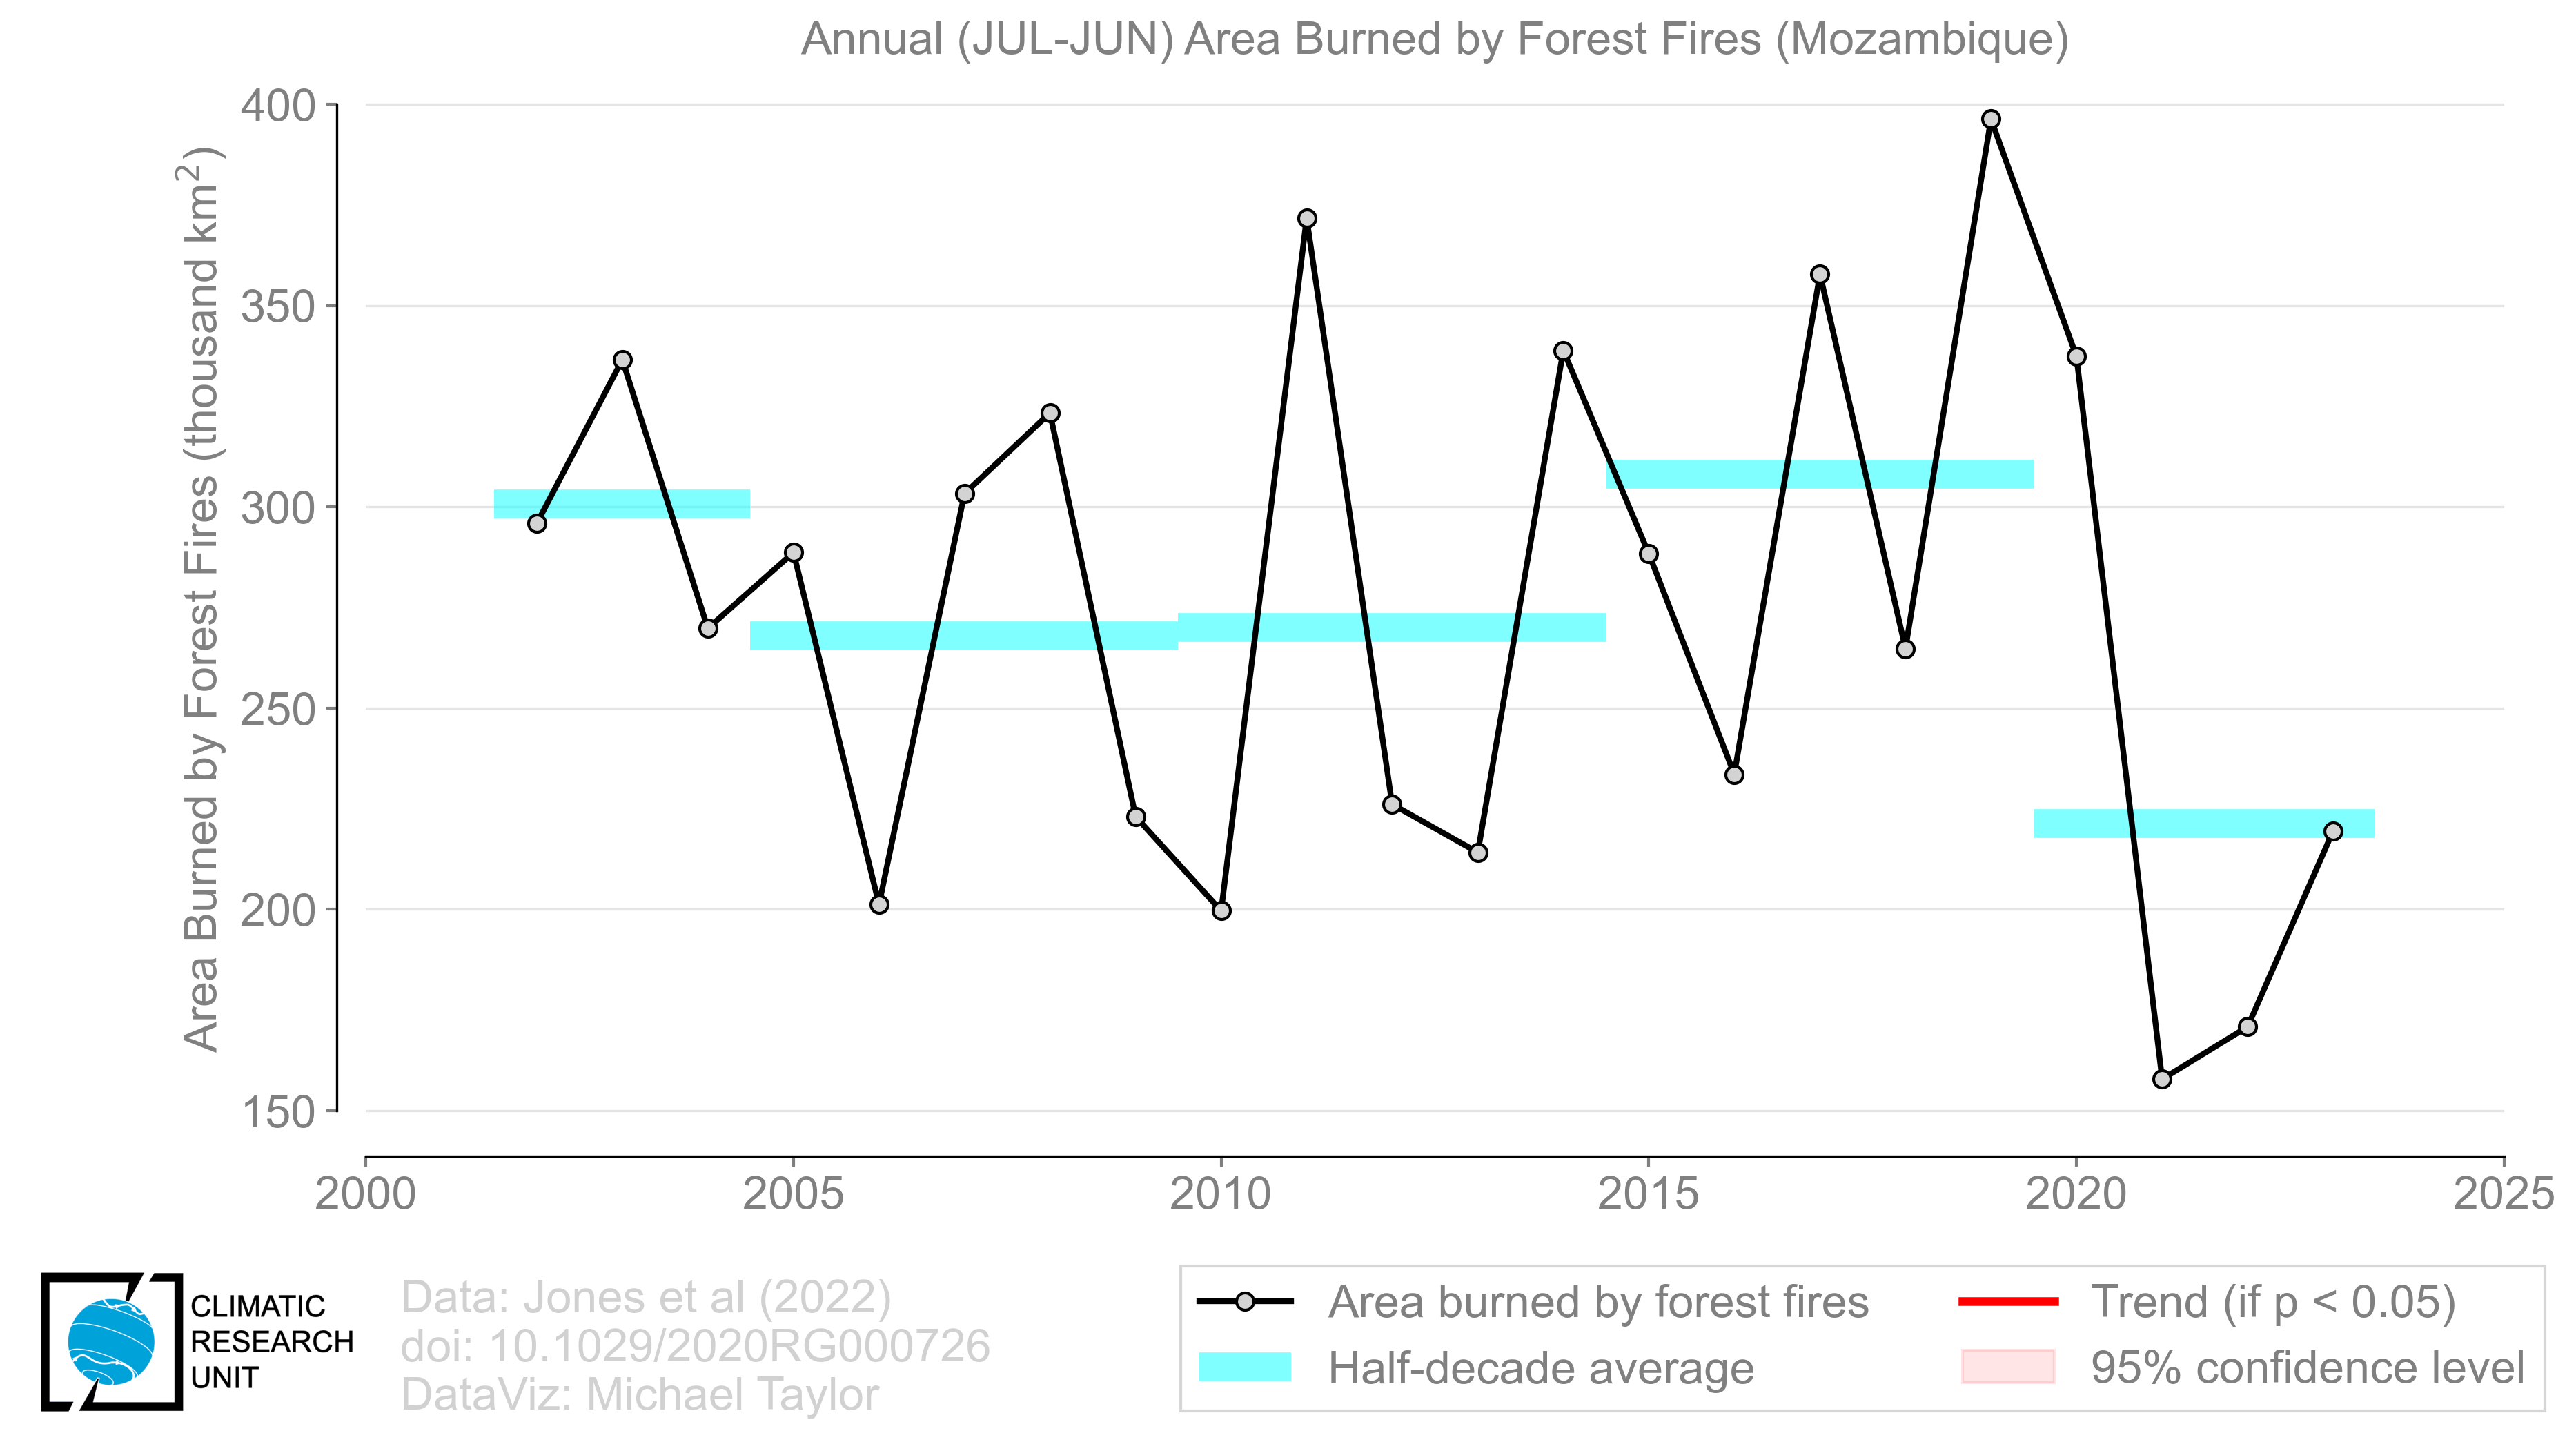 Annual (JUL-JUN) Area Burned by Forest Fires (Mozambique)
Area Burned by Forest Fires (thousand km²)
400
350
300
250
200
150
2000 2005 2010 2015 2020 2025
CLIMATIC
RESEARCH
UNIT
Data: Jones et al (2022)
doi: 10.1029/2020RG000726
DataViz: Michael Taylor
Area burned by forest fires
Half-decade average
Trend (if p < 0.05)
95% confidence level